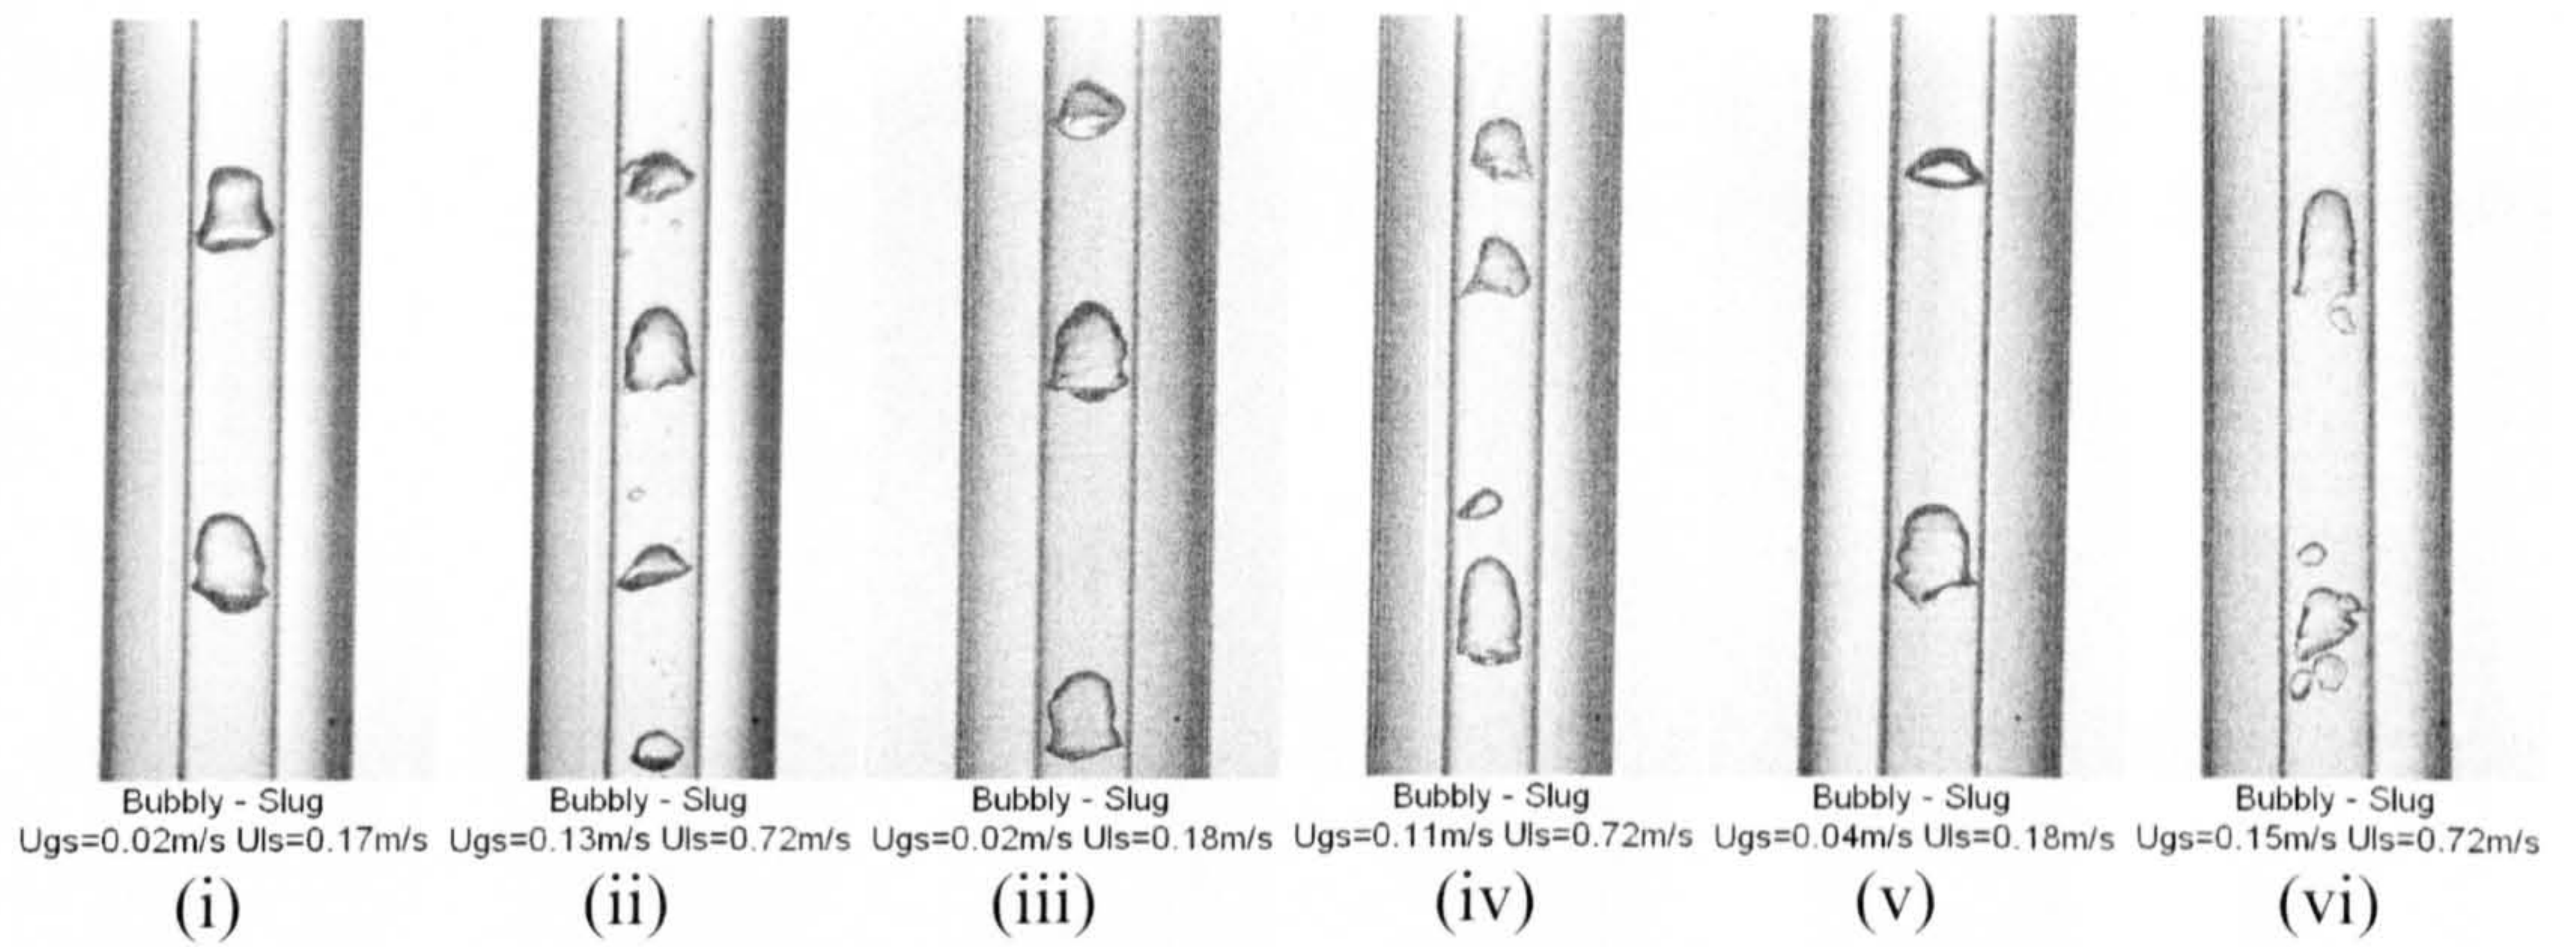 Bubbly - Slug Bubbly - Slug Bubbly - Slug Bubbly - Slug Bubbly - Slug Bubbly - Slug
Ugs=0.02m/s Uls=0.17m/s Ugs=0.13m/s Uls=0.72m/s Ugs=0.02m/s Uls=0.18m/s Ugs=0.11m/s Uls=0.72m/s Ugs=0.04m/s Uls=0.18m/s Ugs=0.15m/s Uls=0.72m/s
(i) (ii) (iii) (iv) (v) (vi)